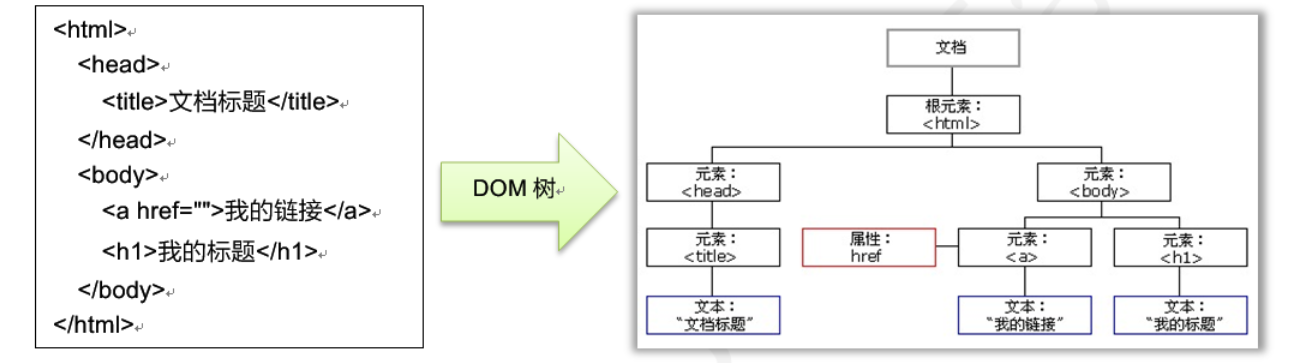 <html>
<head>
<title>文档标题</title>
</head>
<body>
<a href="">我的链接</a>
<h1>我的标题</h1>
</body>
</html>
DOM 树
文档
根元素：
<html>
元素：
<head>
元素：
<body>
元素：
<title>
属性：
href
元素：
<a>
元素：
<h1>
文本：
“文档标题”
文本：
“我的链接”
文本：
“我的标题”